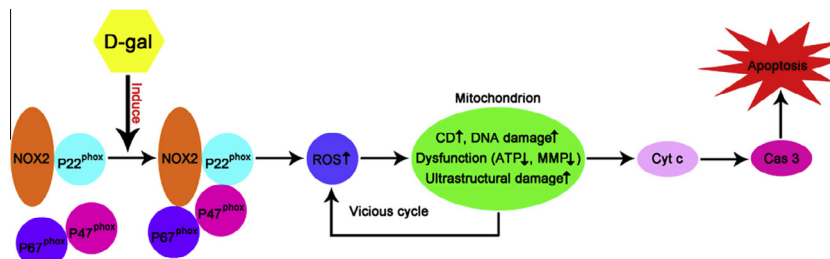 D-gal
Induce
NOX2
P22phox
P67phox
P47phox
NOX2
P22phox
P47phox
P67phox
ROS↑
Mitochondrion
CD↑, DNA damage↑
Dysfunction (ATP↓, MMP↓)
Ultrastructural damage↑
Vicious cycle
Cyt c
Cas 3
Apoptosis